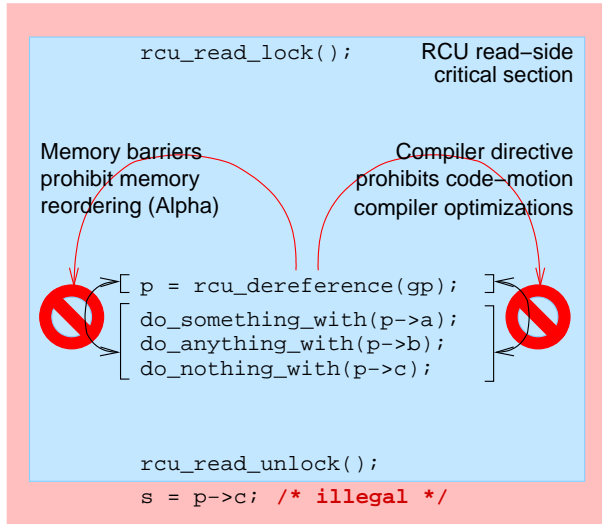 rcu_read_lock();
RCU read−side
critical section
Memory barriers
prohibit memory
reordering (Alpha)
Compiler directive
prohibits code−motion
compiler optimizations
p = rcu_dereference(gp);
do_something_with(p−>a);
do_anything_with(p−>b);
do_nothing_with(p−>c);
rcu_read_unlock();
s = p−>c; /* illegal */